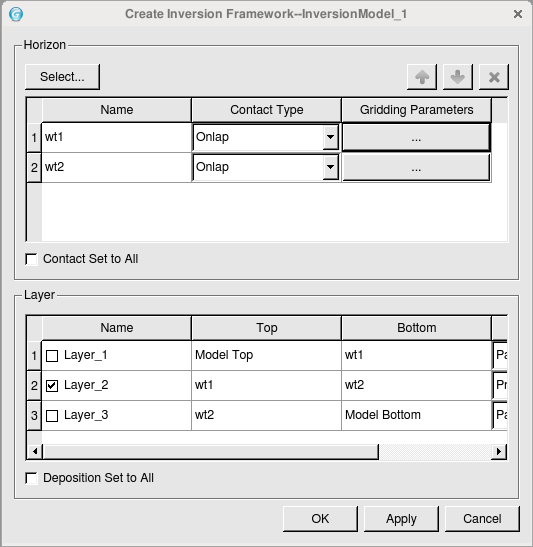 Create Inversion Framework--InversionModel_1
Horizon
Select...
Name Contact Type Gridding Parameters
1 wt1 Onlap ...
2 wt2 Onlap ...
Contact Set to All
Layer
Name Top Bottom
1 Layer_1 Model Top wt1 Pa
2 Layer_2 wt1 wt2 Pr
3 Layer_3 wt2 Model Bottom Pa
Deposition Set to All
OK Apply Cancel